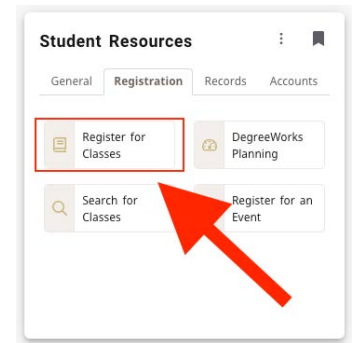 Student Resources
General Registration Records Accounts
Register for
Classes
DegreeWorks
Planning
Search for
Classes
Register for an
Event